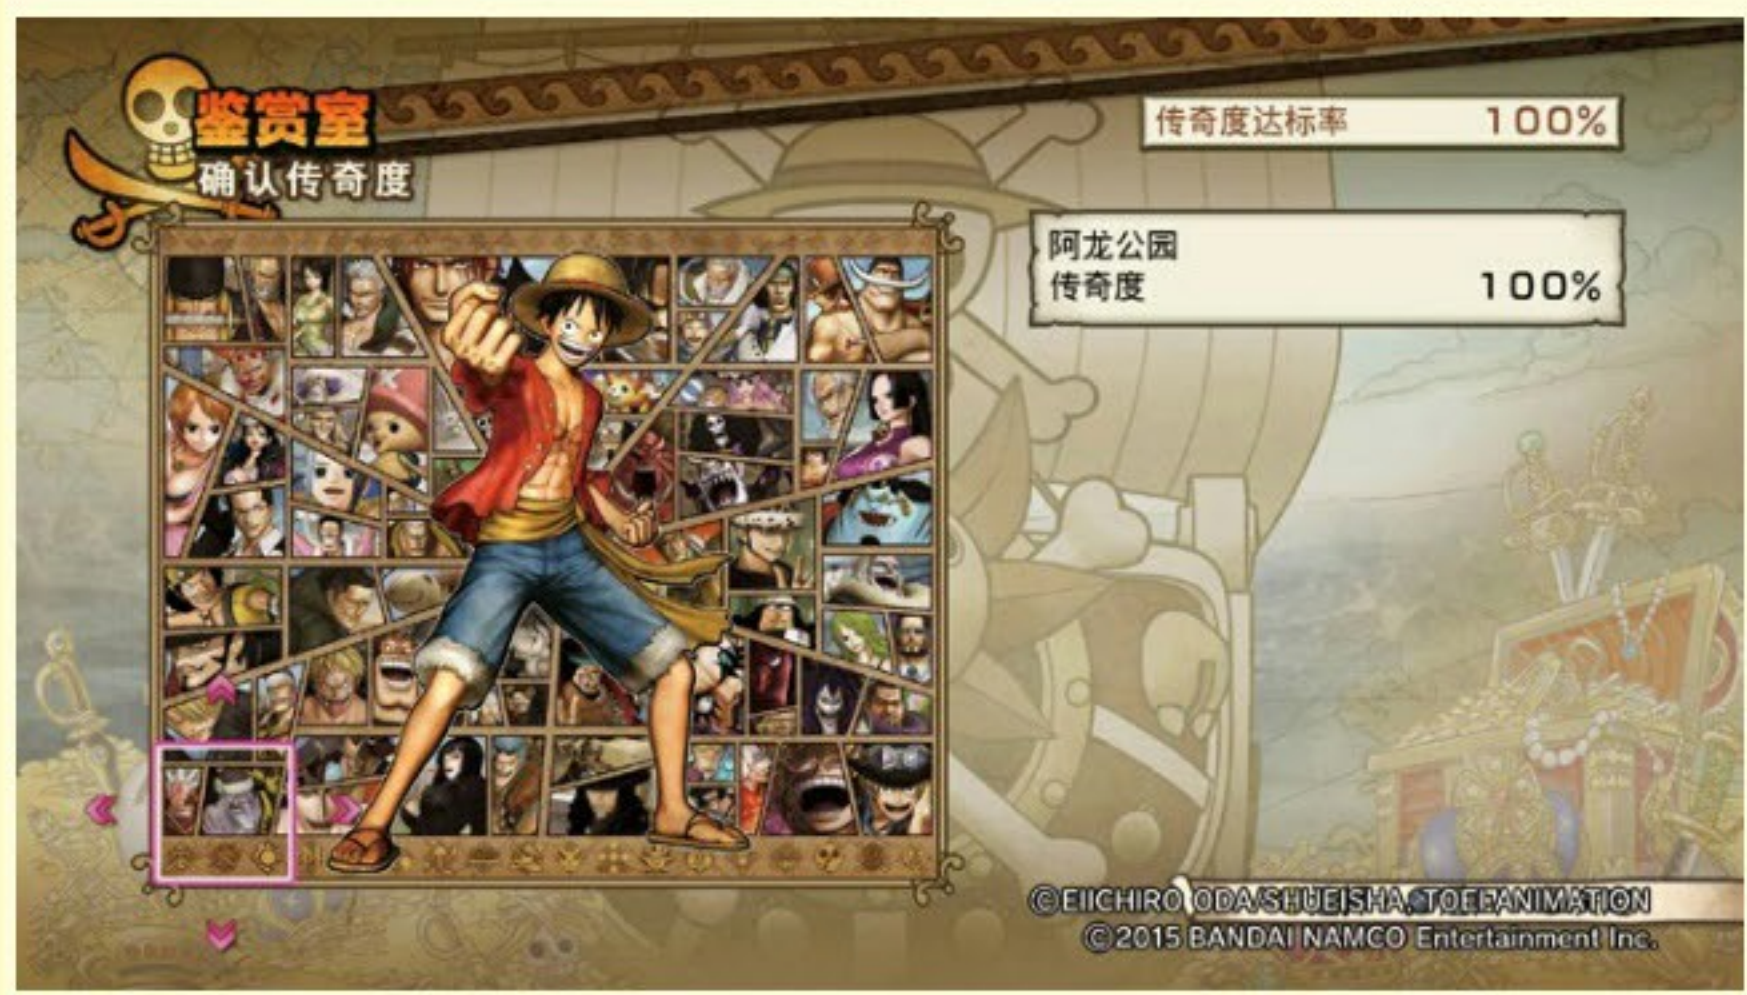 鉴赏室
确认传奇度
传奇度达标率 100%
阿龙公园
传奇度 100%
©EIICHIRO ODA/SHUEISHA, TOEI ANIMATION
©2015 BANDAI NAMCO Entertainment Inc.